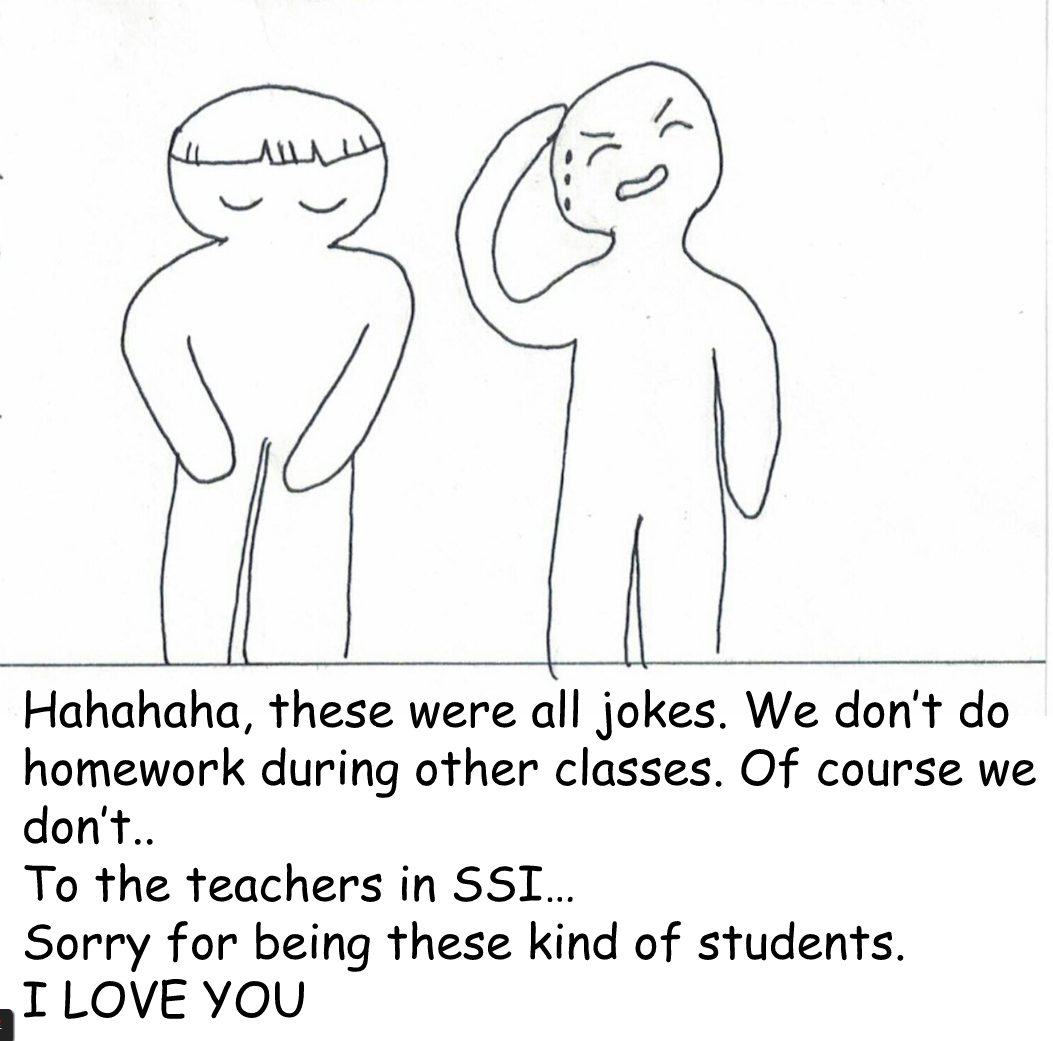 Hahahaha, these were all jokes. We don't do
homework during other classes. Of course we
don't..
To the teachers in SSI...
Sorry for being these kind of students.
I LOVE YOU